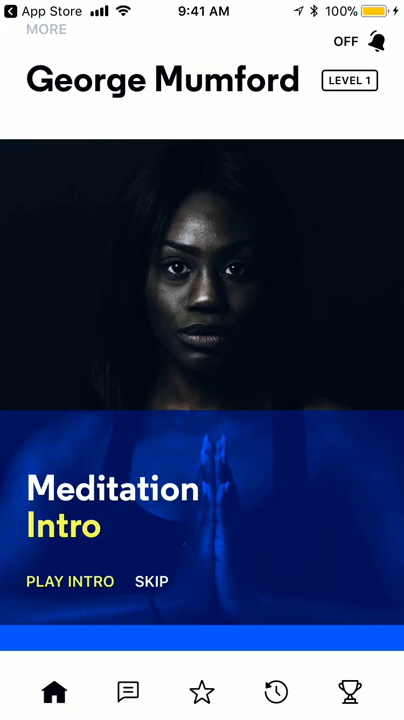 App Store 9:41 AM 100%
MORE
OFF
George Mumford LEVEL 1
Meditation
Intro
PLAY INTRO SKIP